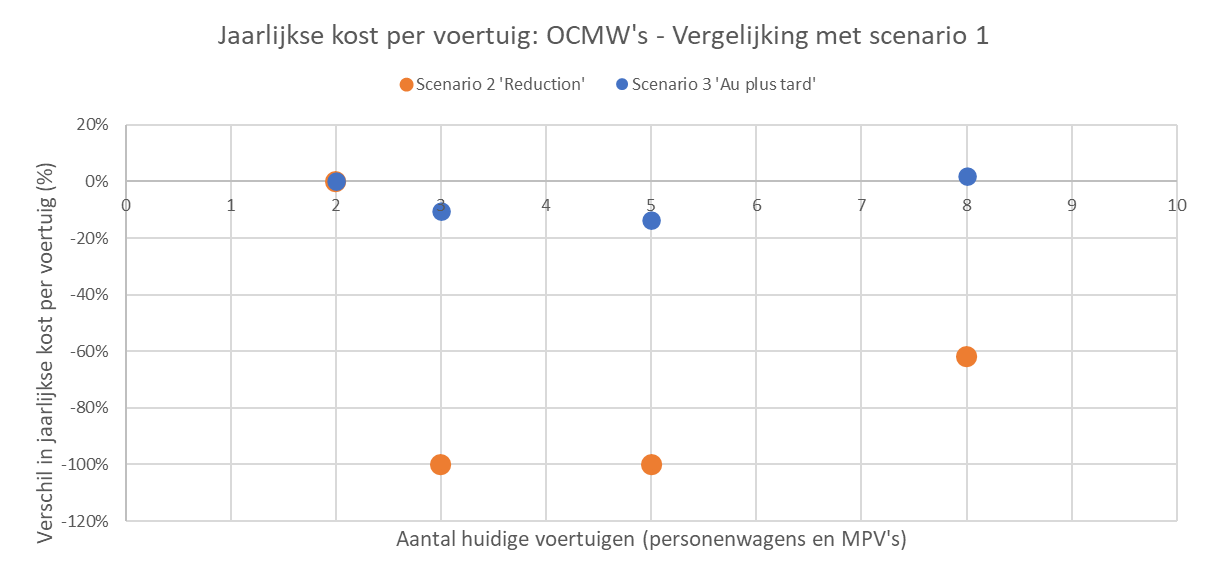 Jaarlijkse kost per voertuig: OCMW's - Vergelijking met scenario 1
Scenario 2 'Reduction' Scenario 3 'Au plus tard'
Verschil in jaarlijkse kost per voertuig (%)
20%
0%
-20%
-40%
-60%
-80%
-100%
-120%
0 1 2 3 4 5 6 7 8 9 10
Aantal huidige voertuigen (personenwagens en MPV's)